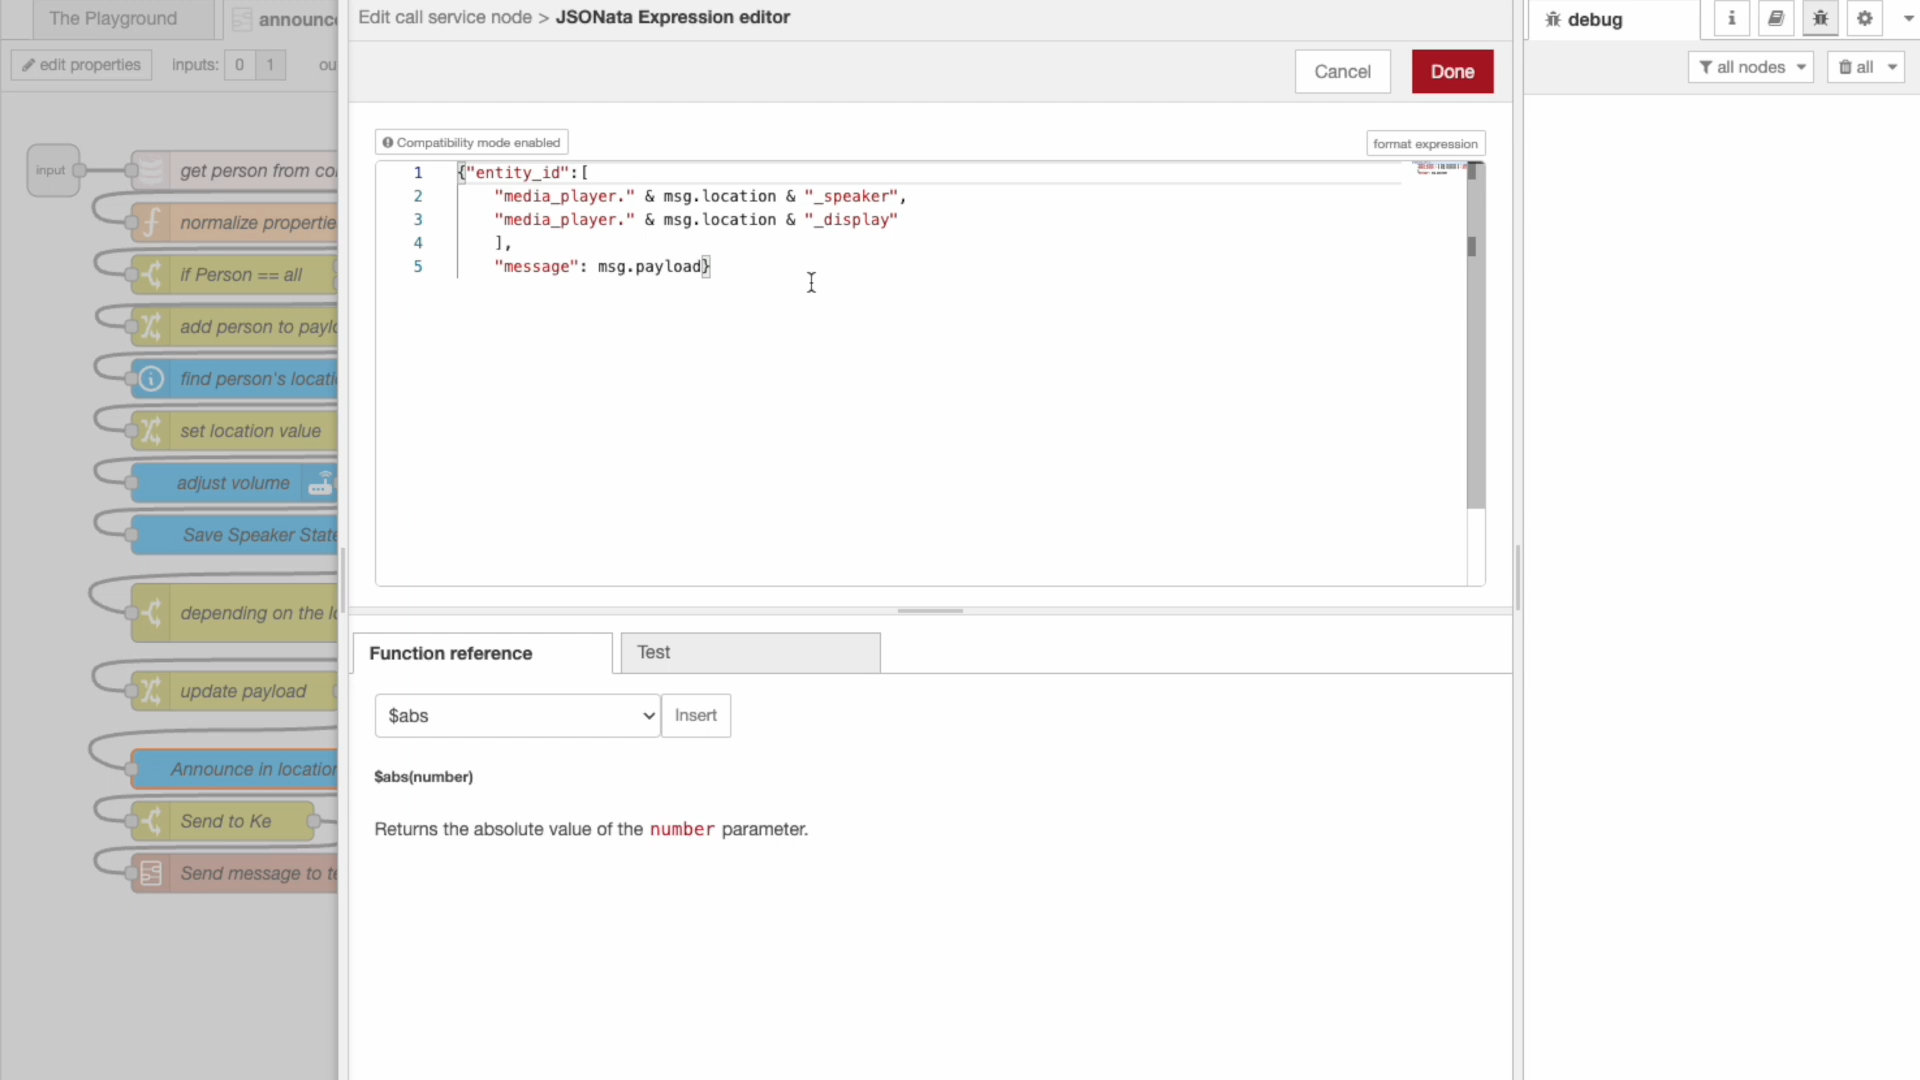 The Playground
announc
edit properties
inputs: 0 1
ou
input
get person from co
normalize propertie
if Person == all
add person to paylo
find person's locati
set location value
adjust volume
Save Speaker State
depending on the lo
update payload
Announce in location
Send to Ke
Send message to te
Edit call service node > JSONata Expression editor
Cancel
Done
Compatibility mode enabled
format expression
1 {"entity_id":[
2 "media_player." & msg.location & "_speaker",
3 "media_player." & msg.location & "_display"
4 ],
5 "message": msg.payload}
Function reference
Test
$abs
Insert
$abs(number)
Returns the absolute value of the number parameter.
debug
i
all nodes
all